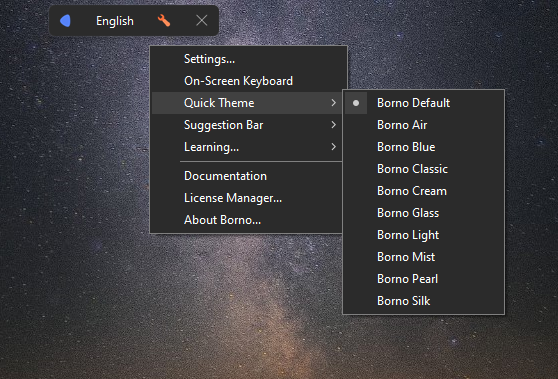 English
Settings...
On-Screen Keyboard
Quick Theme
Suggestion Bar
Learning...
Documentation
License Manager...
About Borno...
Borno Default
Borno Air
Borno Blue
Borno Classic
Borno Cream
Borno Glass
Borno Light
Borno Mist
Borno Pearl
Borno Silk